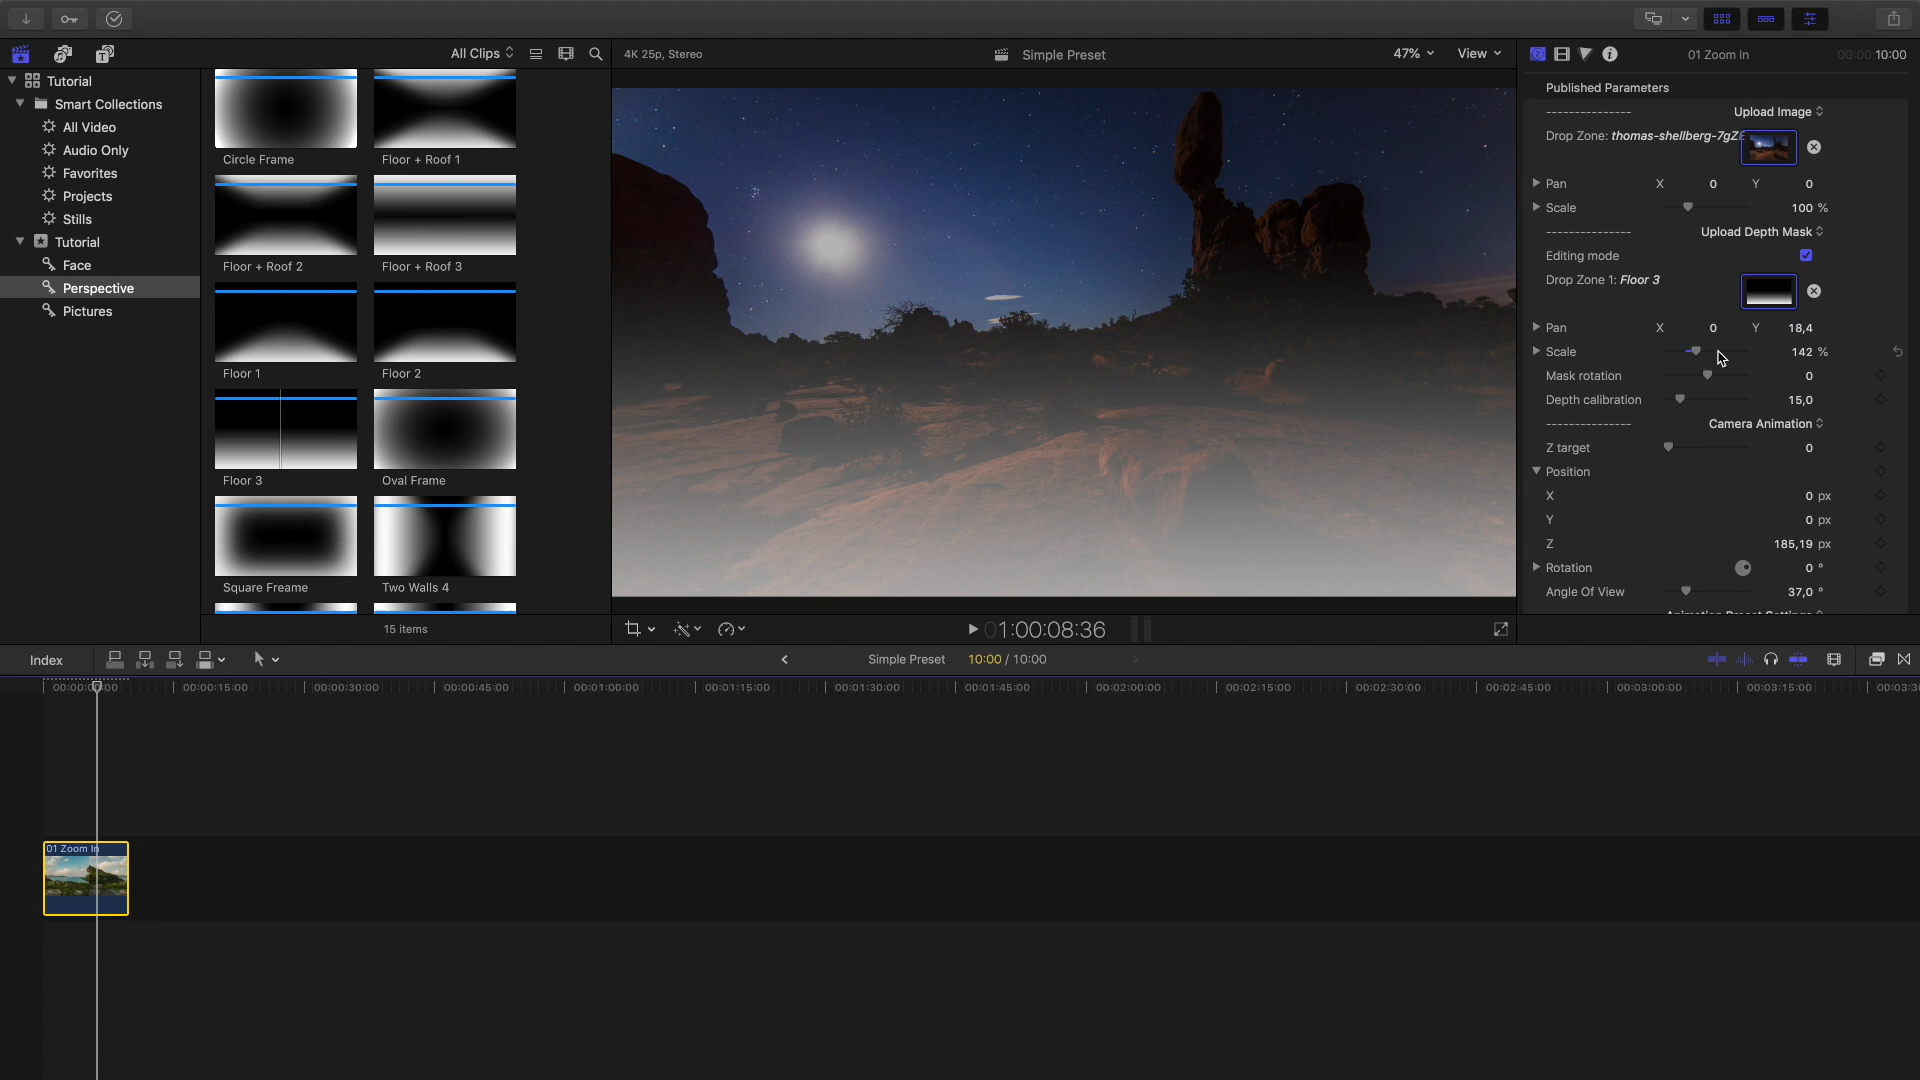 All Clips
4K 25p, Stereo
Simple Preset
47%
View
01 Zoom In
00:00:10:00
Tutorial
Smart Collections
All Video
Audio Only
Favorites
Projects
Stills
Tutorial
Face
Perspective
Pictures
Circle Frame
Floor + Roof 1
Floor + Roof 2
Floor + Roof 3
Floor 1
Floor 2
Floor 3
Oval Frame
Square Freame
Two Walls 4
15 items
01:00:08:36
Published Parameters
--------------- Upload Image
Drop Zone: thomas-shellberg-7gZE
Pan X 0 Y 0
Scale 100 %
--------------- Upload Depth Mask
Editing mode
Drop Zone 1: Floor 3
Pan X 0 Y 18,4
Scale 142 %
Mask rotation 0
Depth calibration 15,0
--------------- Camera Animation
Z target 0
Position
X 0 px
Y 0 px
Z 185,19 px
Rotation 0 °
Angle Of View 37,0 °
Animation Preset Settings
Index
Simple Preset
10:00 / 10:00
00:00:15:00
00:00:30:00
00:00:45:00
00:01:00:00
00:01:15:00
00:01:30:00
00:01:45:00
00:02:00:00
00:02:15:00
00:02:30:00
00:02:45:00
00:03:00:00
00:03:15:00
01 Zoom In